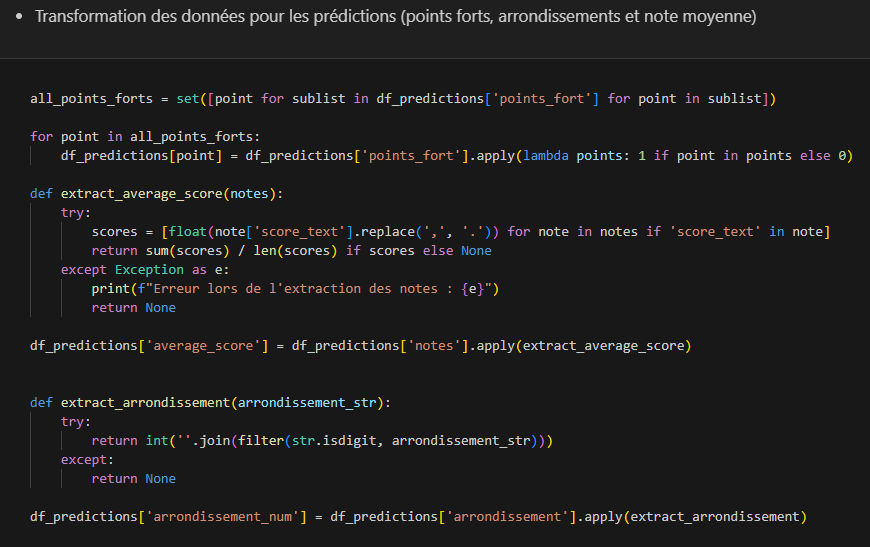 • Transformation des données pour les prédictions (points forts, arrondissements et note moyenne)
all_points_forts = set([point for sublist in df_predictions['points_fort'] for point in sublist])
for point in all_points_forts:
    df_predictions[point] = df_predictions['points_fort'].apply(lambda points: 1 if point in points else 0)
def extract_average_score(notes):
    try:
        scores = [float(note['score_text'].replace(',', '.')) for note in notes if 'score_text' in note]
        return sum(scores) / len(scores) if scores else None
    except Exception as e:
        print(f"Erreur lors de l'extraction des notes : {e}")
        return None
df_predictions['average_score'] = df_predictions['notes'].apply(extract_average_score)
def extract_arrondissement(arrondissement_str):
    try:
        return int(''.join(filter(str.isdigit, arrondissement_str)))
    except:
        return None
df_predictions['arrondissement_num'] = df_predictions['arrondissement'].apply(extract_arrondissement)